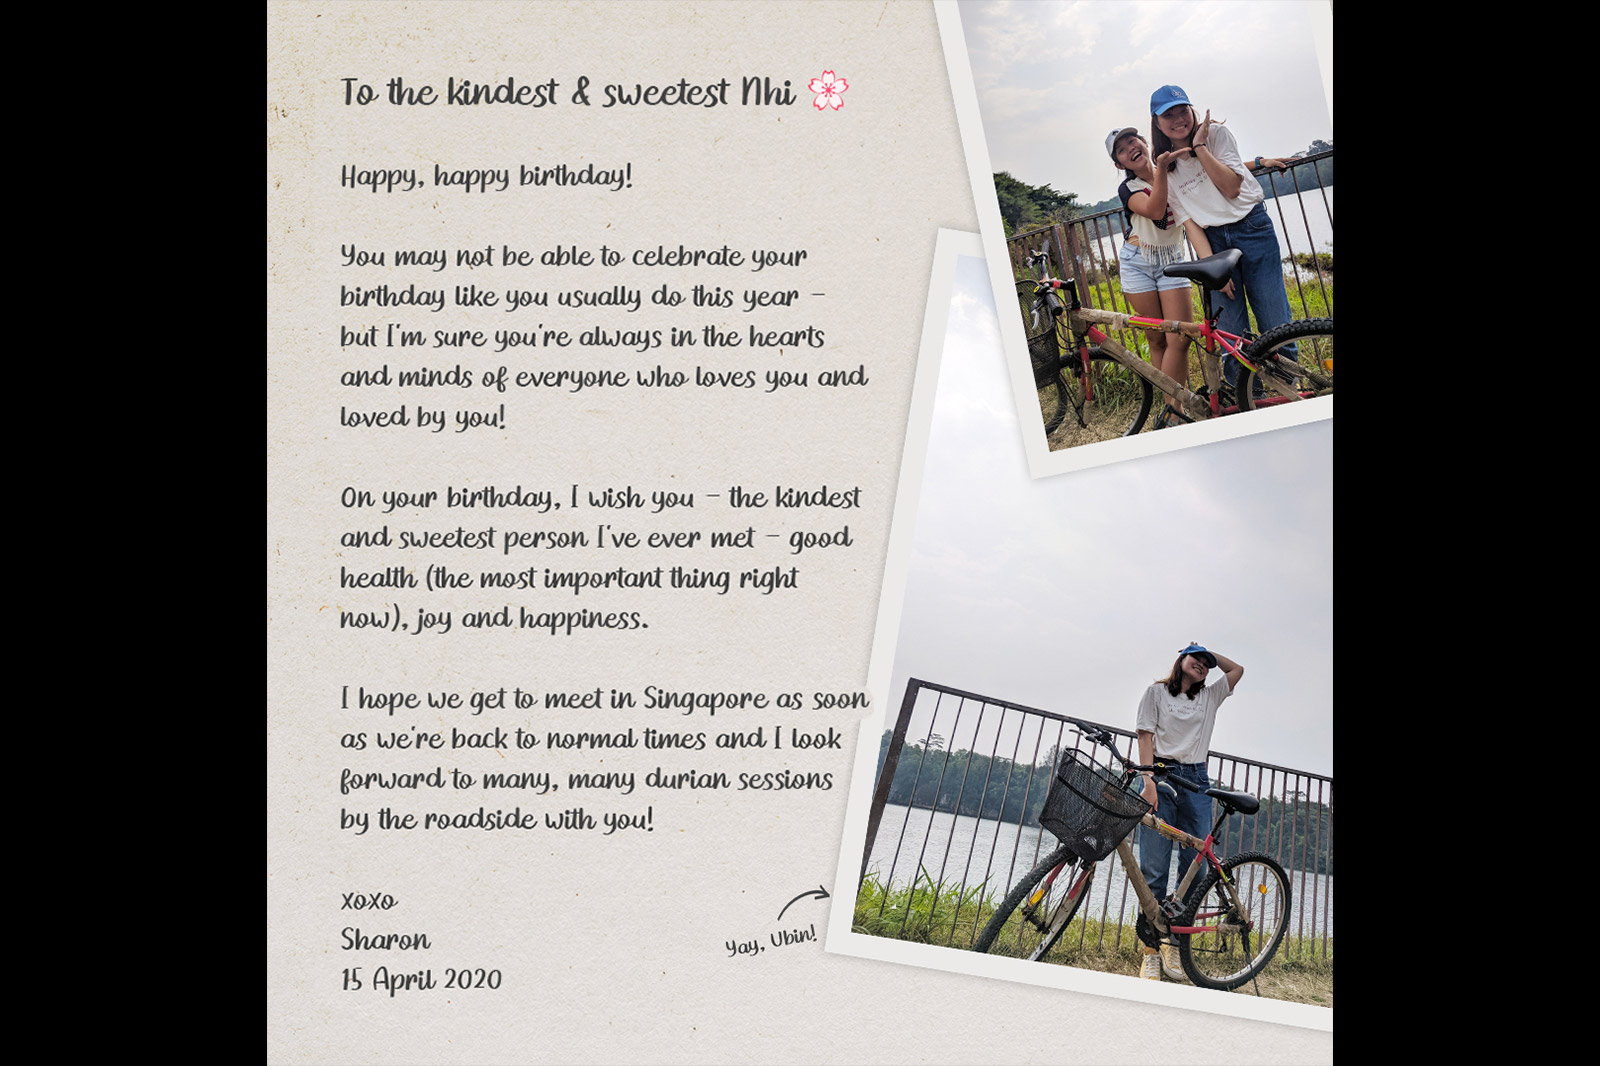 To the kindest & sweetest Nhi 🌸
Happy, happy birthday!
You may not be able to celebrate your
birthday like you usually do this year –
but I'm sure you're always in the hearts
and minds of everyone who loves you and
loved by you!
On your birthday, I wish you – the kindest
and sweetest person I've ever met – good
health (the most important thing right
now), joy and happiness.
I hope we get to meet in Singapore as soon
as we're back to normal times and I look
forward to many, many durian sessions
by the roadside with you!
xoxo
Sharon
15 April 2020
Yay, Ubin!